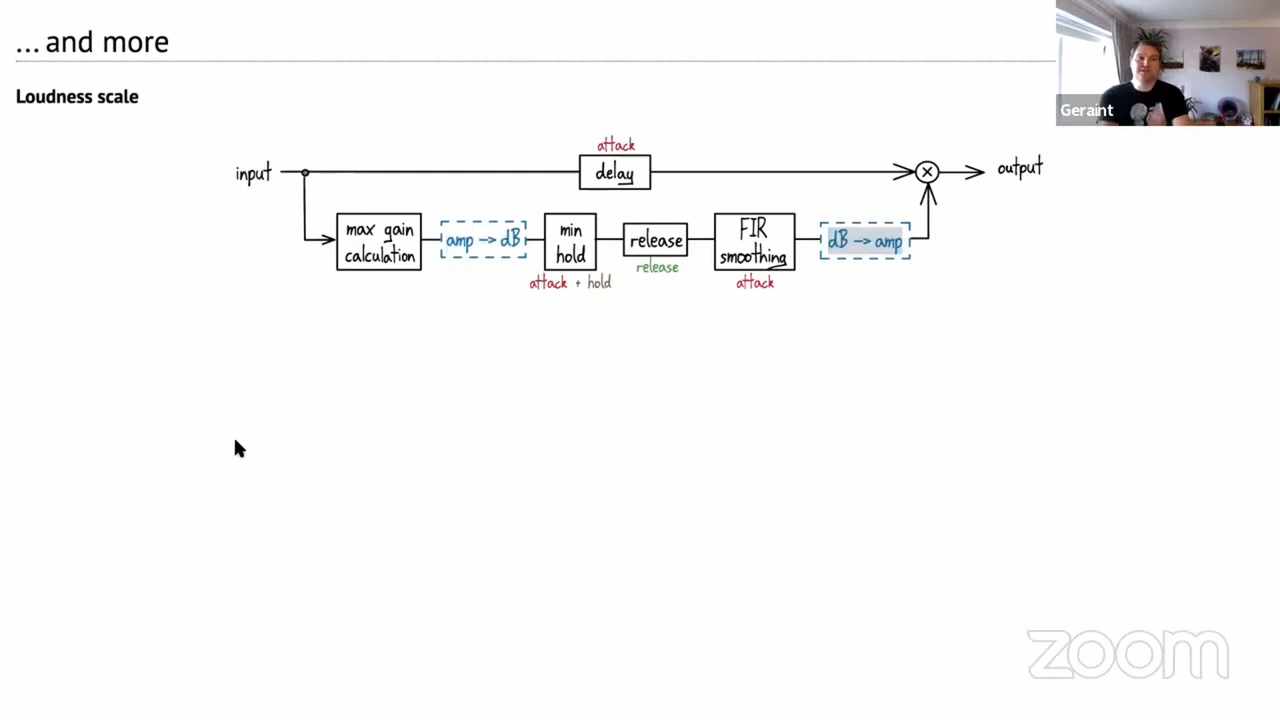 ... and more
Geraint
Loudness scale
attack
input
delay
output
max gain
calculation
amp -> dB
min
hold
release
FIR
smoothing
dB -> amp
attack + hold
release
attack
zoom